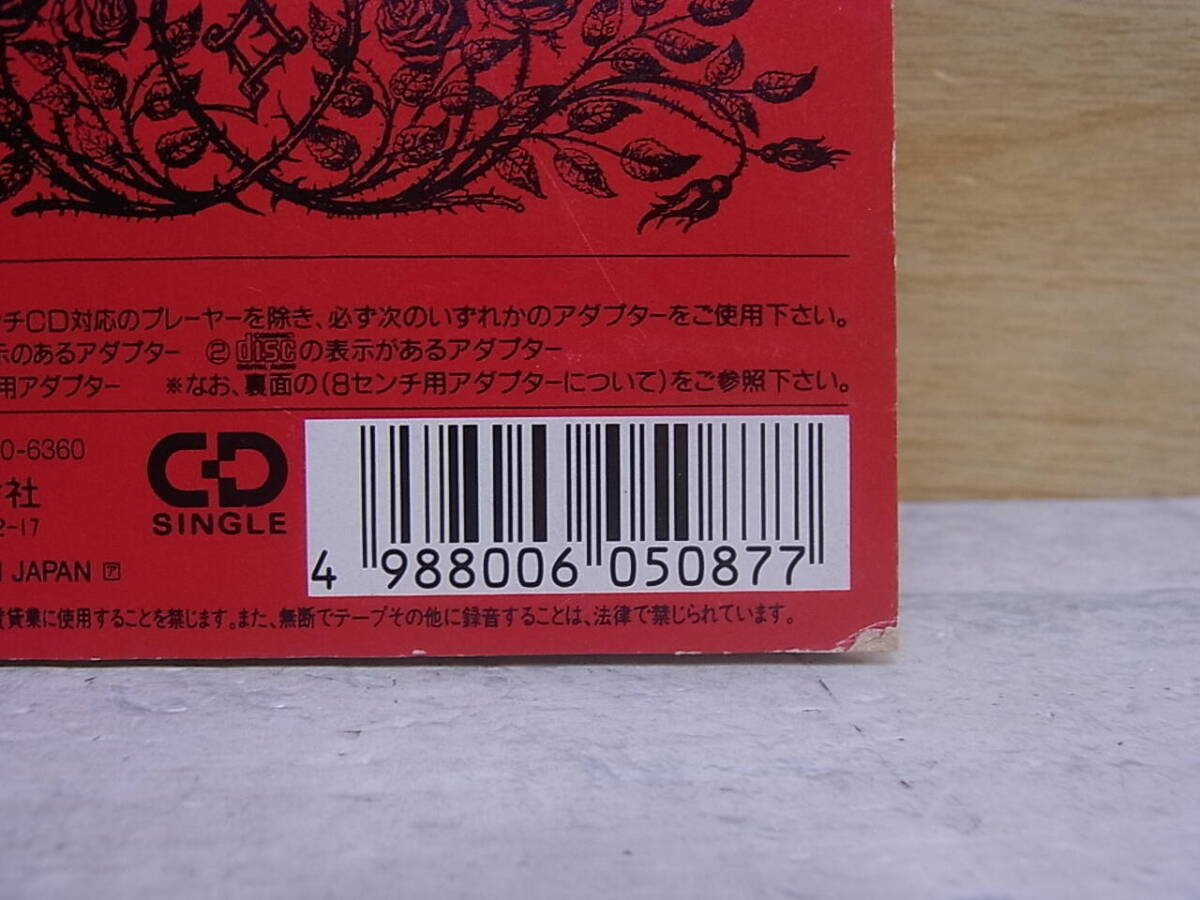 チCD対応のプレーヤーを除き、必ず次のいずれかのアダプターをご使用下さい。
示のあるアダプター ② COMPACT disc DIGITAL AUDIO の表示があるアダプター
用アダプター ※なお、裏面の(8センチ用アダプターについて)をご参照下さい。
0-6360
社
2-17
JAPAN ア
CD
SINGLE
4 988006 050877
賃貸業に使用することを禁じます。また、無断でテープその他に録音することは、法律で禁じられています。